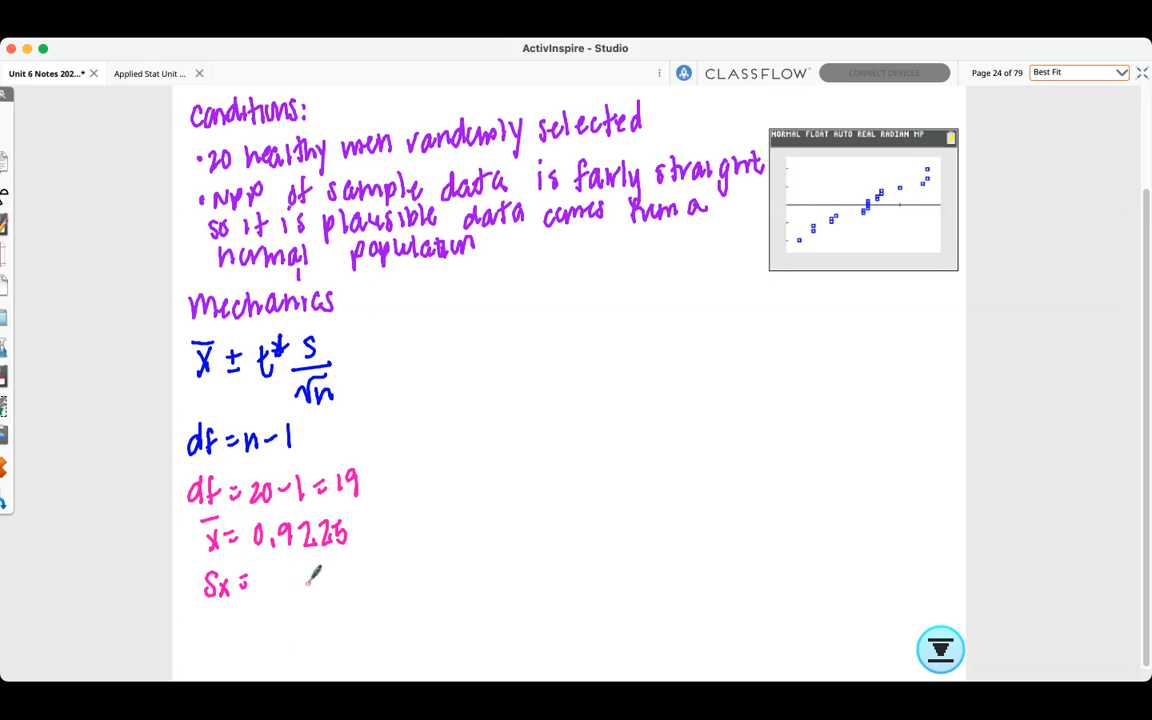 ActivInspire - Studio
Unit 6 Notes 202...*
Applied Stat Unit ...
CLASSFLOW
CONNECT DEVICES
Page 24 of 79
Best Fit
Conditions:
• 20 healthy men randomly selected
• NPP of sample data is fairly straight
so it is plausible data comes from a
normal population
NORMAL FLOAT AUTO REAL RADIAN MP
Mechanics
x̄ ± t* s/√n
df = n - 1
df = 20 - 1 = 19
x̄ = 0.9225
Sx =